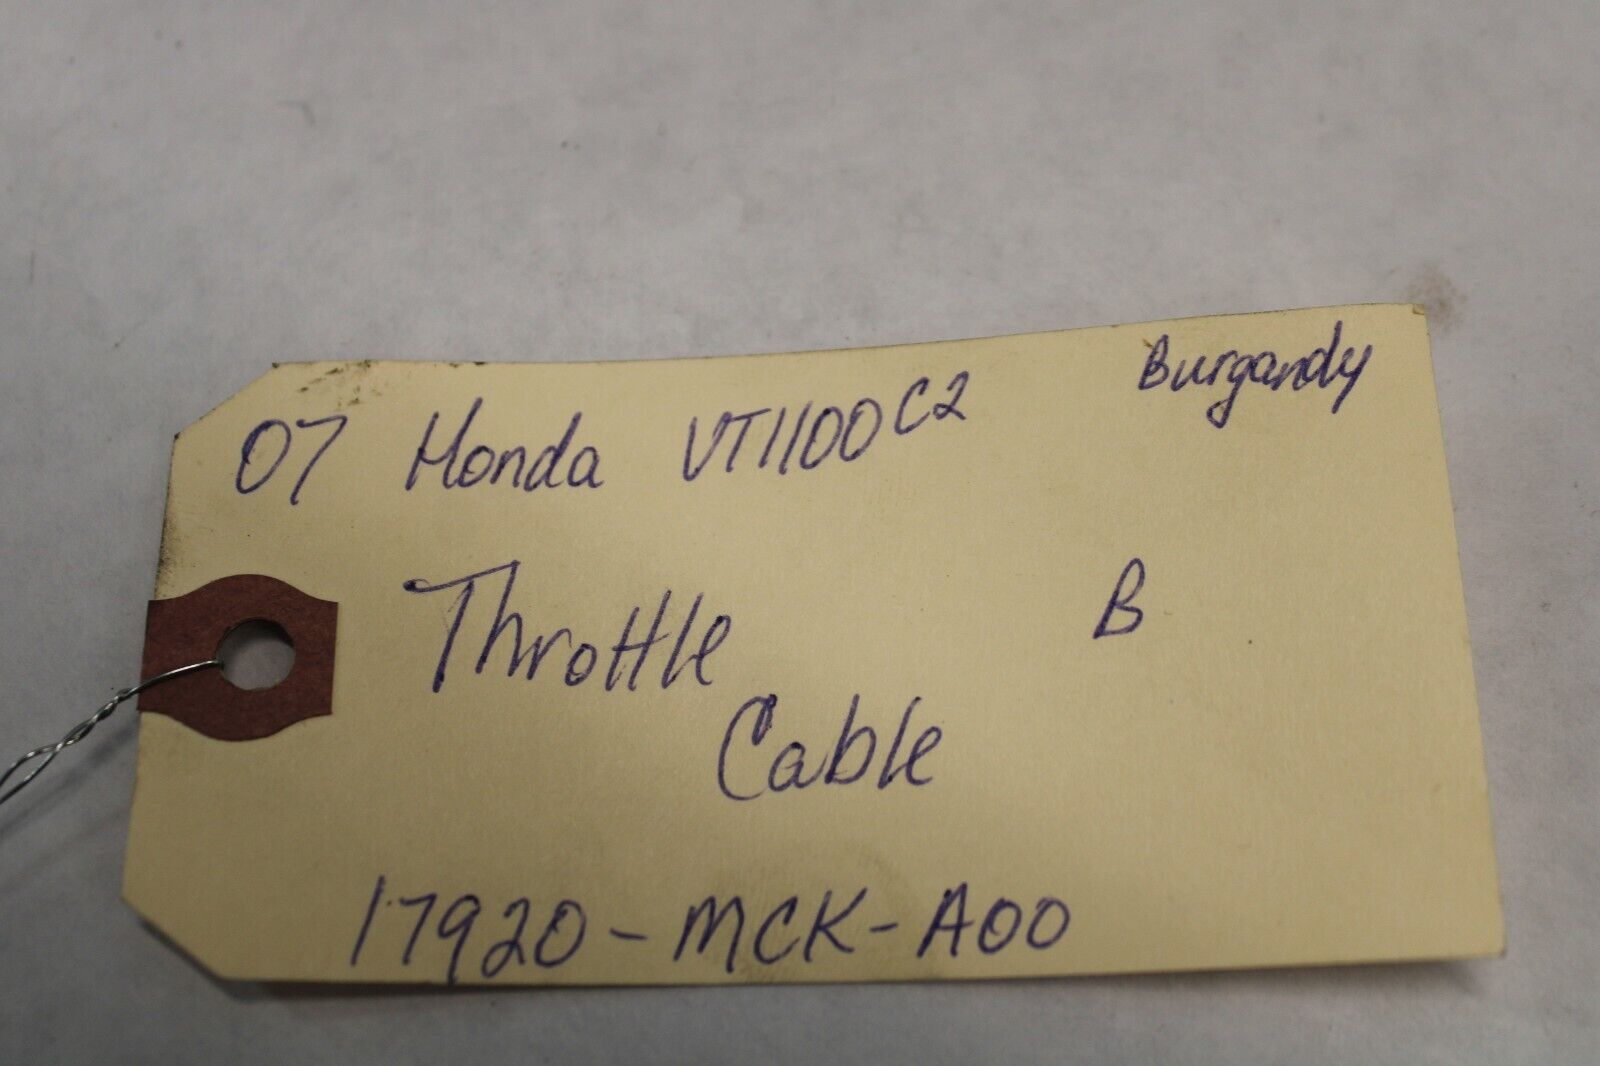 07 Honda VT1100C2 Burgandy
Throttle B
Cable
17920-MCK-A00